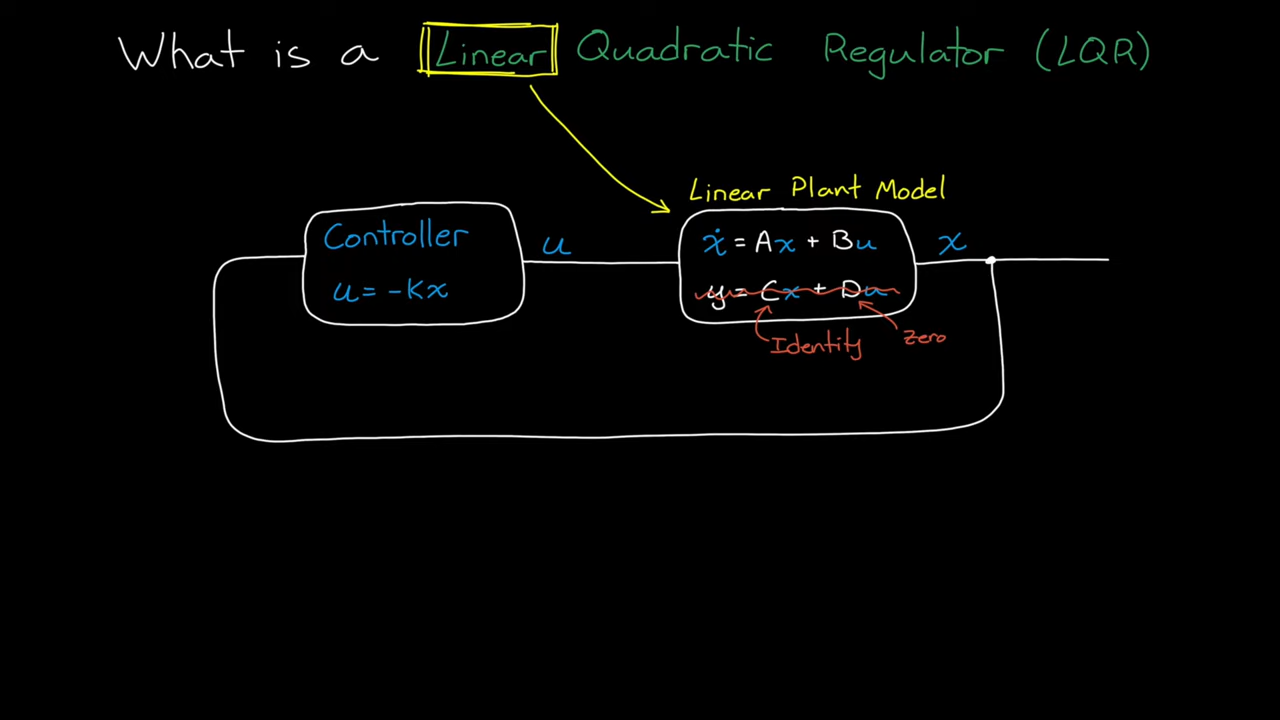 What is a Linear Quadratic Regulator (LQR)
Linear Plant Model
Controller
u = -Kx
u
ẋ = Ax + Bu
y = Cx + Du
x
Identity
Zero